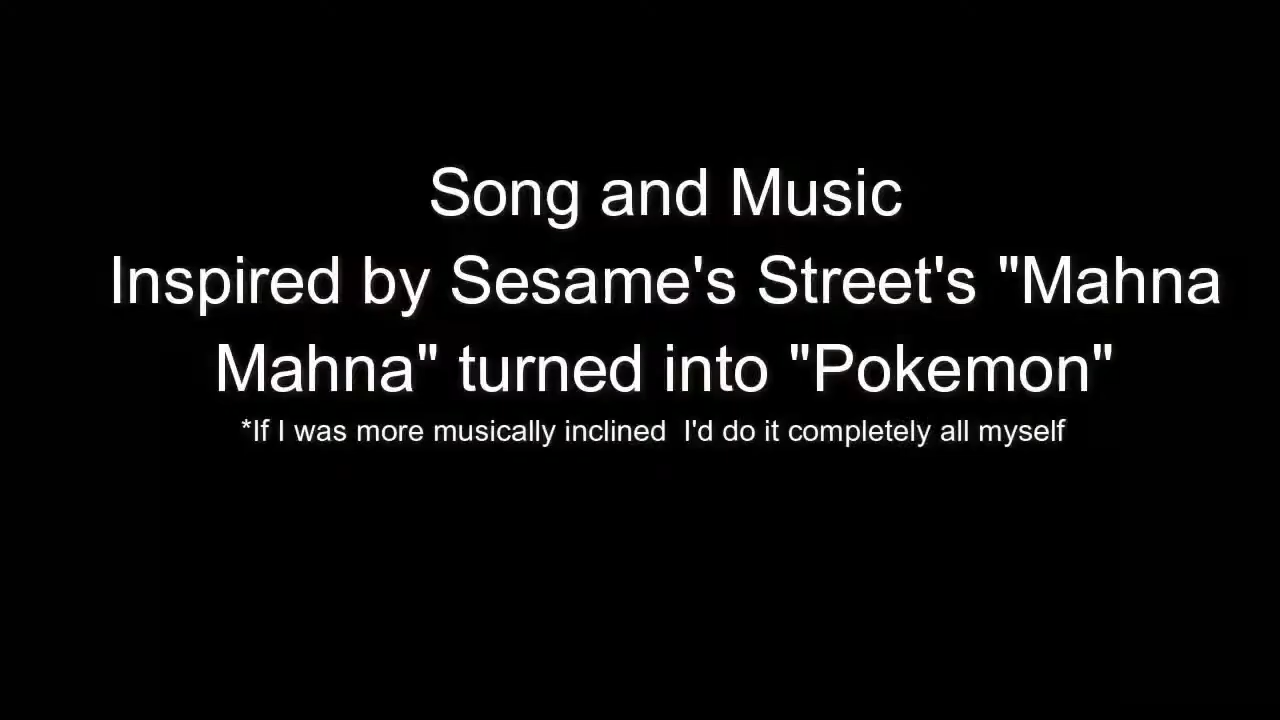 Song and Music
Inspired by Sesame's Street's "Mahna
Mahna" turned into "Pokemon"
*If I was more musically inclined  I'd do it completely all myself